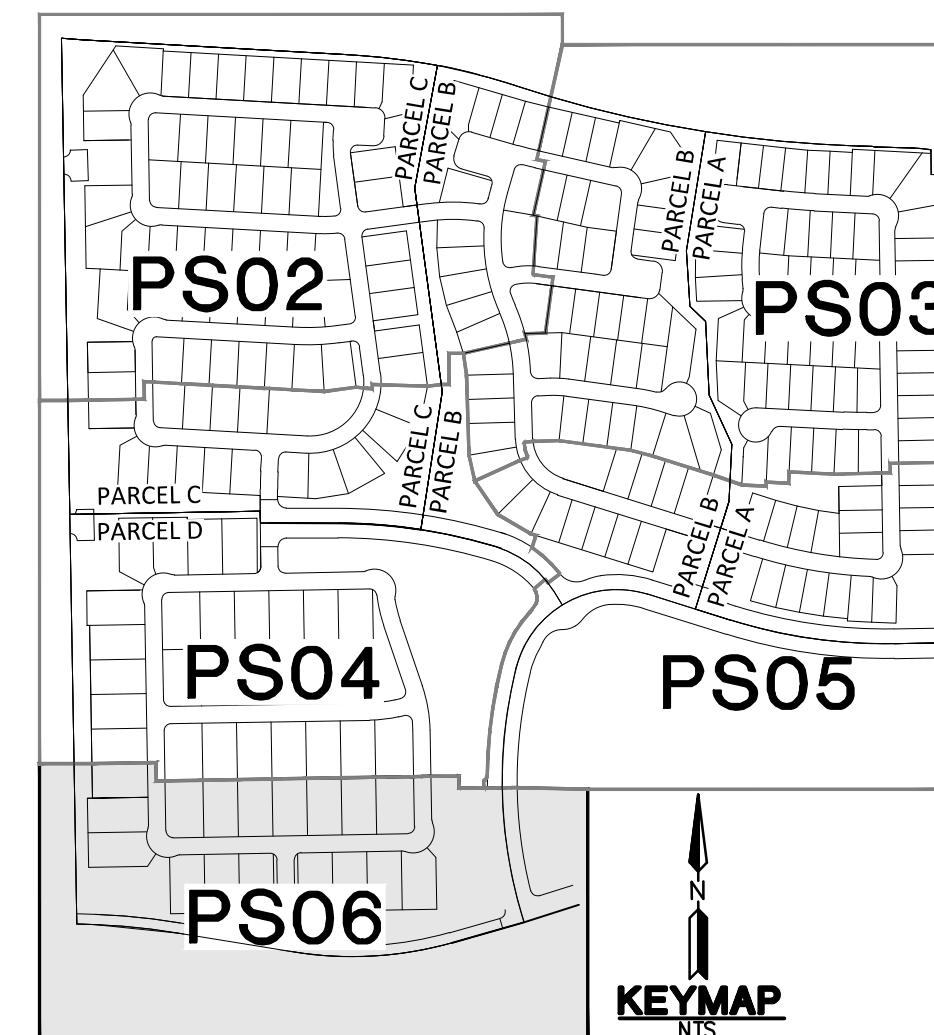 PARCEL C
PARCEL B
PARCEL B
PARCEL A
PS02
PS03
PARCEL C
PARCEL B
PARCEL C
PARCEL D
PARCEL B
PARCEL A
PS04
PS05
PS06
N
KEYMAP
NTS